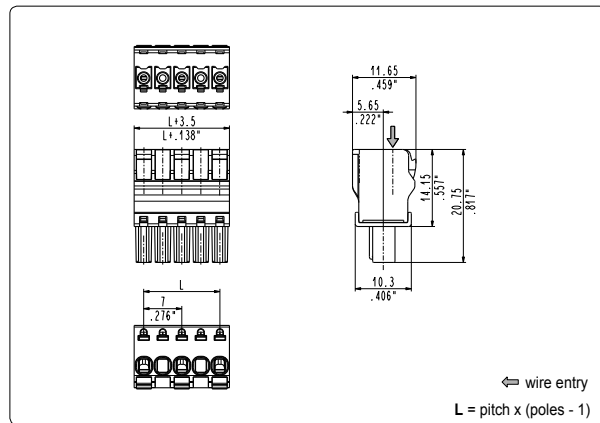 11.65
.459"
5.65
.222"
L+3.5
L+.138"
14.15
.557"
20.75
.817"
L
7
.276"
10.3
.406"
wire entry
L = pitch x (poles - 1)